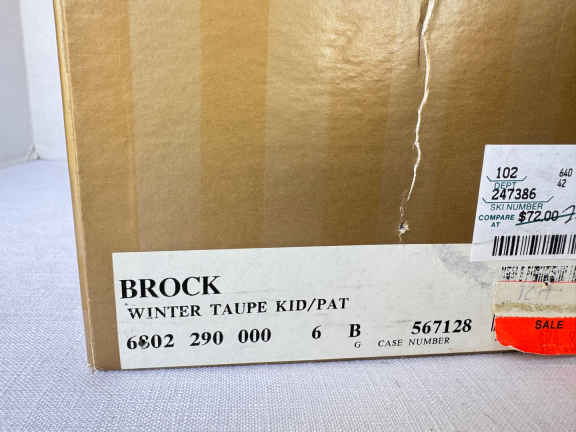 BROCK
WINTER TAUPE KID/PAT
6802 290 000 6 B 567128
G CASE NUMBER
102 640
DEPT 42
247386
SKI NUMBER
COMPARE AT $72.00
SALE